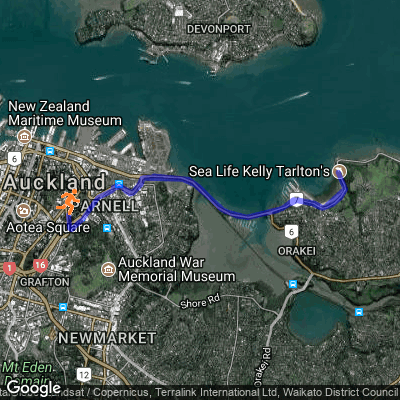 DEVONPORT
New Zealand
Maritime Museum
6
Sea Life Kelly Tarlton's
Auckland
PARNELL
Aotea Square
6
ORAKEI
1
16
Auckland War
Memorial Museum
GRAFTON
Shore Rd
NEWMARKET
Orakei Rd
Mt Eden
Domain
12
Google
sat / Copernicus, Terralink International Ltd, Waikato District Council